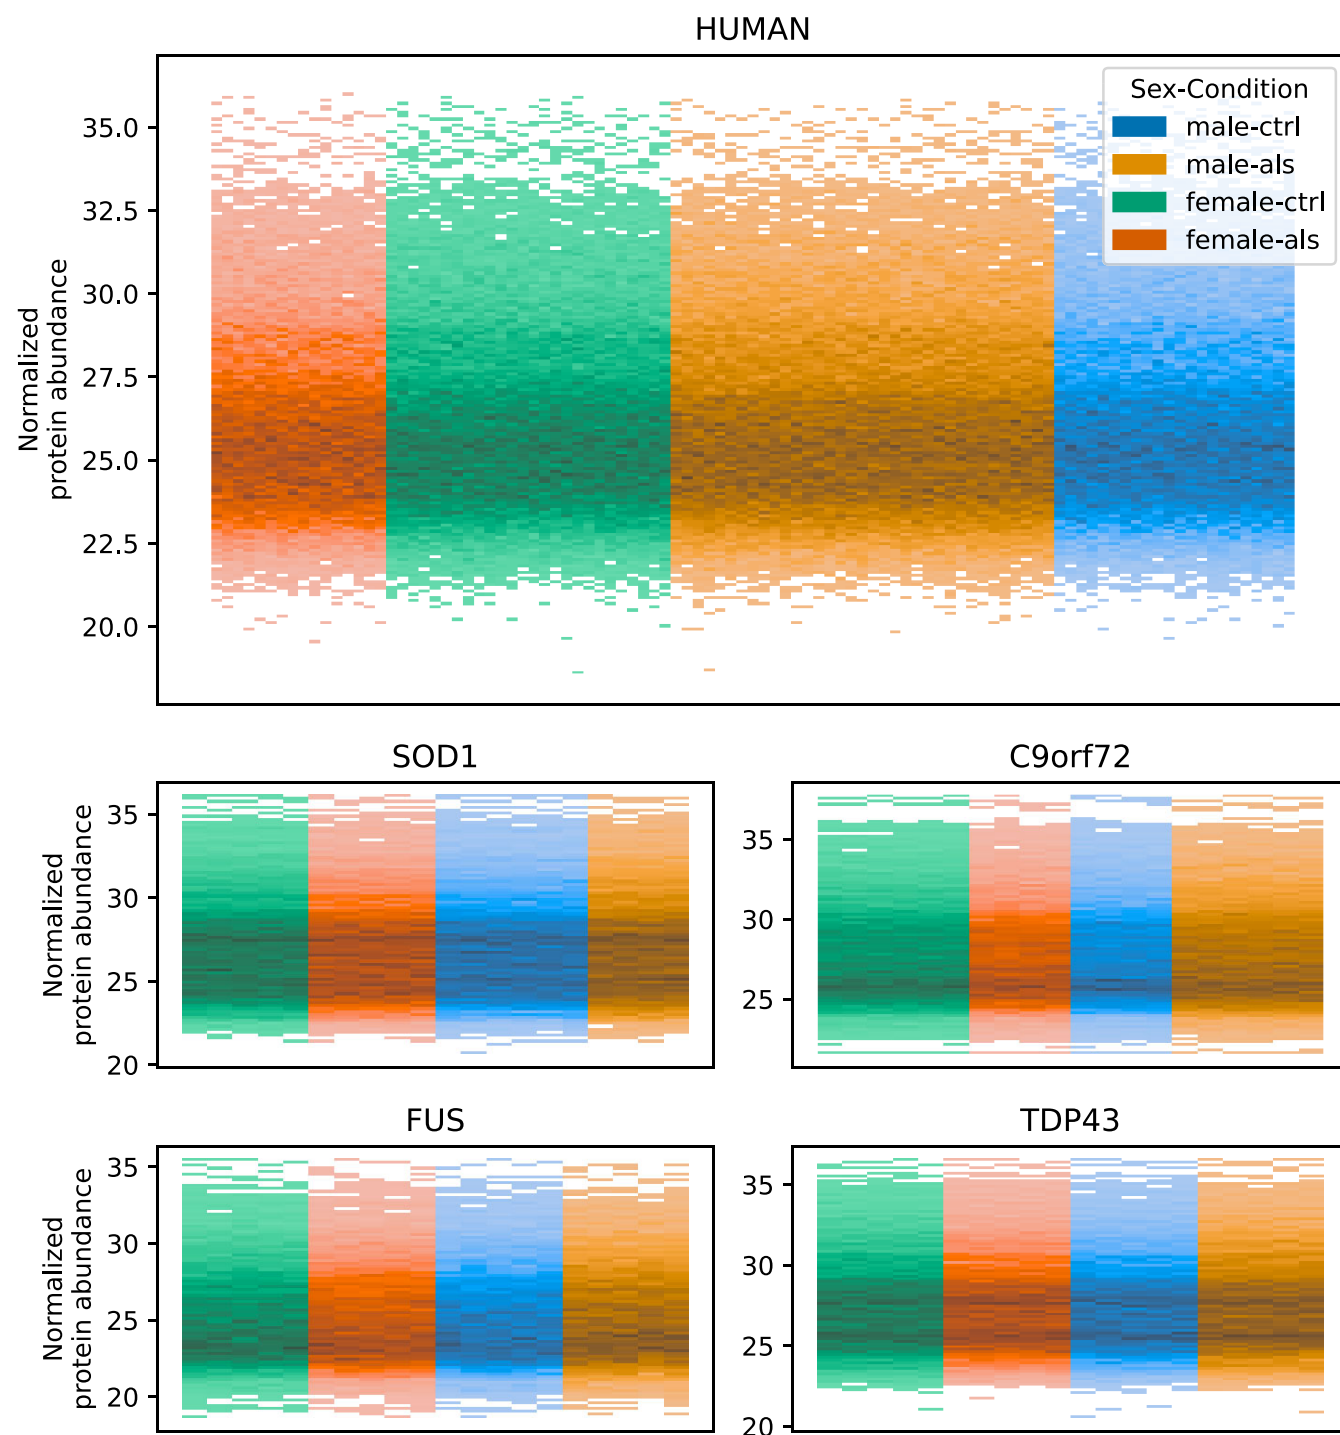 HUMAN
Sex-Condition
male-ctrl
male-als
female-ctrl
female-als
Normalized
protein abundance
35.0
32.5
30.0
27.5
25.0
22.5
20.0
SOD1
Normalized
protein abundance
35
30
25
20
C9orf72
35
30
25
FUS
Normalized
protein abundance
35
30
25
20
TDP43
35
30
25
20